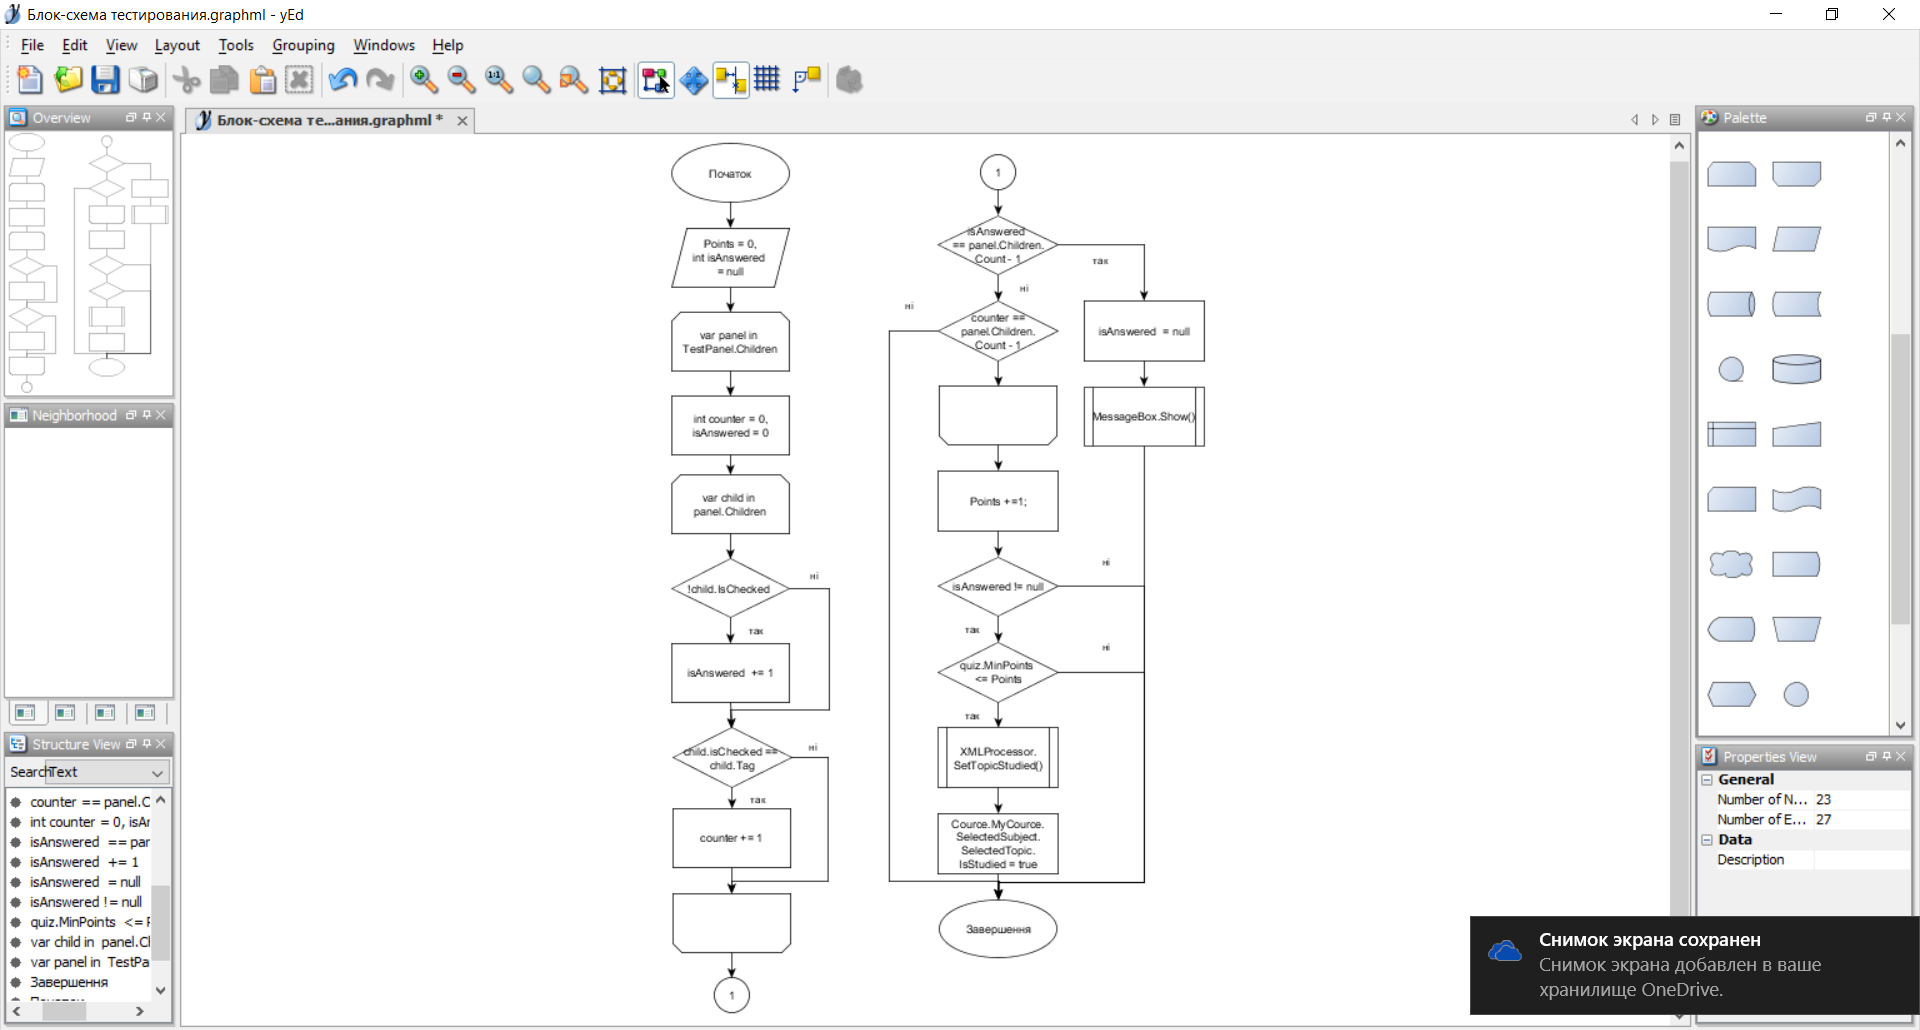 Блок-схема тестирования.graphml - yEd
File Edit View Layout Tools Grouping Windows Help
Overview
Блок-схема те...ания.graphml *
Palette
Neighborhood
Structure View
Search Text
counter == panel.C
int counter = 0, isAr
isAnswered == par
isAnswered += 1
isAnswered = null
isAnswered != null
quiz.MinPoints <= F
var child in panel.Cl
var panel in TestPa
Завершення
Початок
Points = 0,
int isAnswered
= null
var panel in
TestPanel.Children
int counter = 0,
isAnswered = 0
var child in
panel.Children
!child.IsChecked
ні
так
isAnswered += 1
child.isChecked ==
child.Tag
ні
так
counter += 1
1
1
isAnswered
== panel.Children.
Count - 1
так
ні
ні
counter ==
panel.Children.
Count - 1
isAnswered = null
MessageBox.Show()
Points +=1;
isAnswered != null
ні
так
quiz.MinPoints
<= Points
ні
так
XMLProcessor.
SetTopicStudied()
Cource.MyCource.
SelectedSubject.
SelectedTopic.
IsStudied = true
Завершення
Properties View
General
Number of N... 23
Number of E... 27
Data
Description
Снимок экрана сохранен
Снимок экрана добавлен в ваше
хранилище OneDrive.